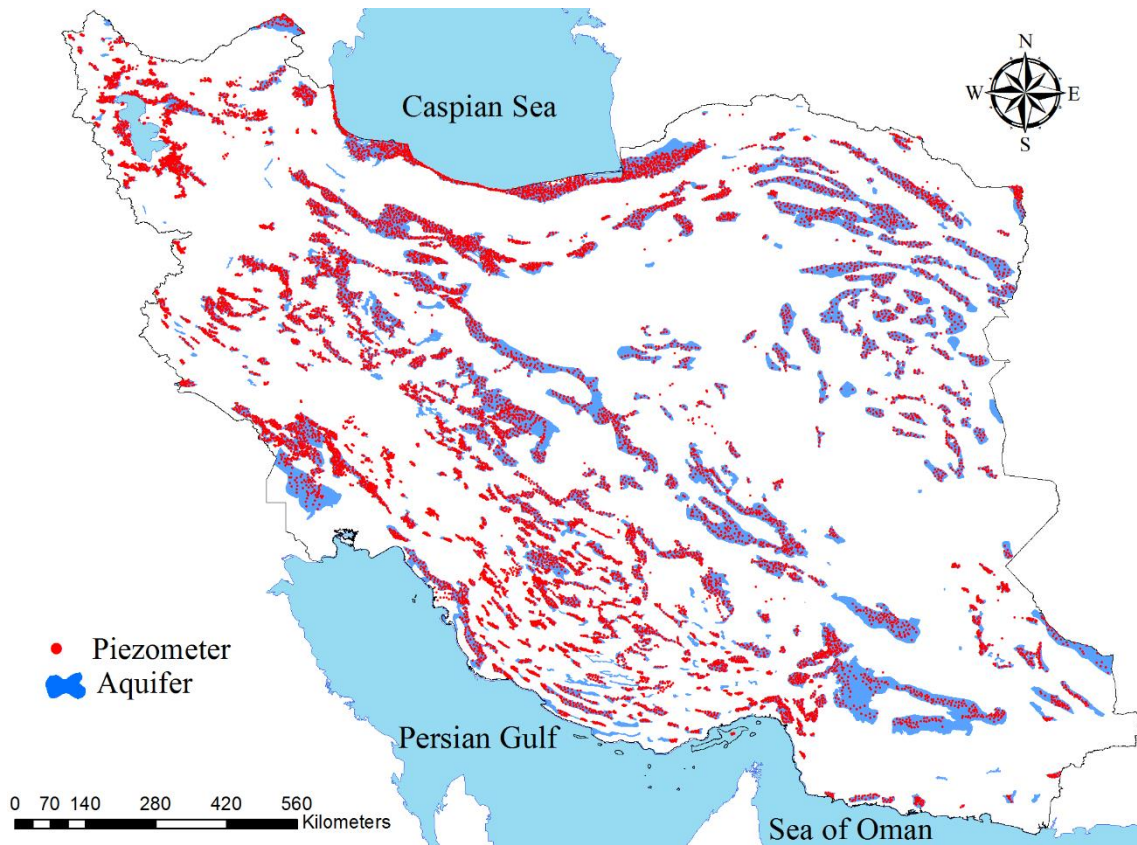 Caspian Sea
N
W E
S
Piezometer
Aquifer
Persian Gulf
0 70 140 280 420 560
Kilometers
Sea of Oman